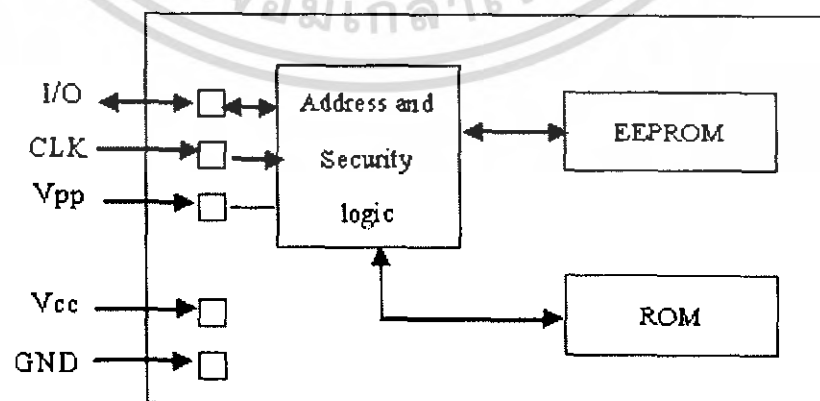 I/O
CLK
Vpp
Vcc
GND
Address and
Security
logic
EEPROM
ROM